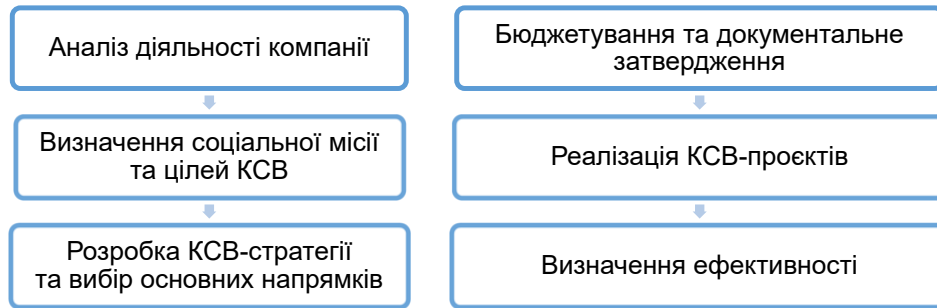 Аналіз діяльності компанії
Визначення соціальної місії
та цілей КСВ
Розробка КСВ-стратегії
та вибір основних напрямків
Бюджетування та документальне
затвердження
Реалізація КСВ-проєктів
Визначення ефективності